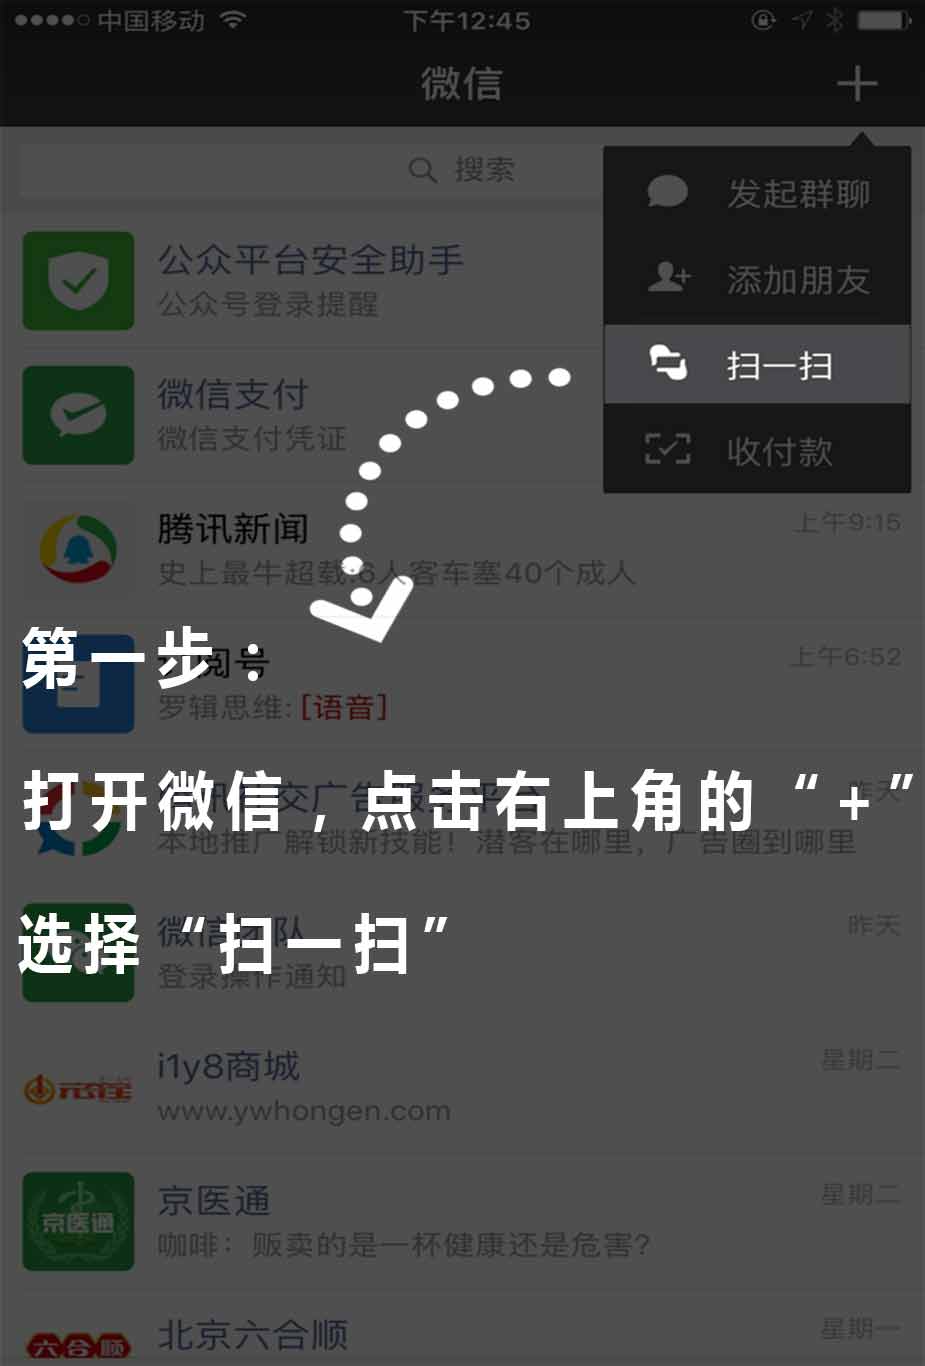 中国移动 下午12:45
微信
搜索
发起群聊
添加朋友
扫一扫
收付款
公众平台安全助手
公众号登录提醒
微信支付
微信支付凭证
腾讯新闻 上午9:15
史上最牛超载:6人客车塞40个成人
第一步：
阅号 上午6:52
罗辑思维: [语音]
打开微信，点击右上角的“+”
昨天
本地推广解锁新技能！潜客在哪里，广告圈到哪里
选择“扫一扫”
微信团队 昨天
登录操作通知
i1y8商城 星期二
www.ywhongen.com
京医通
京医通 星期二
咖啡：贩卖的是一杯健康还是危害?
六合顺
北京六合顺 星期一